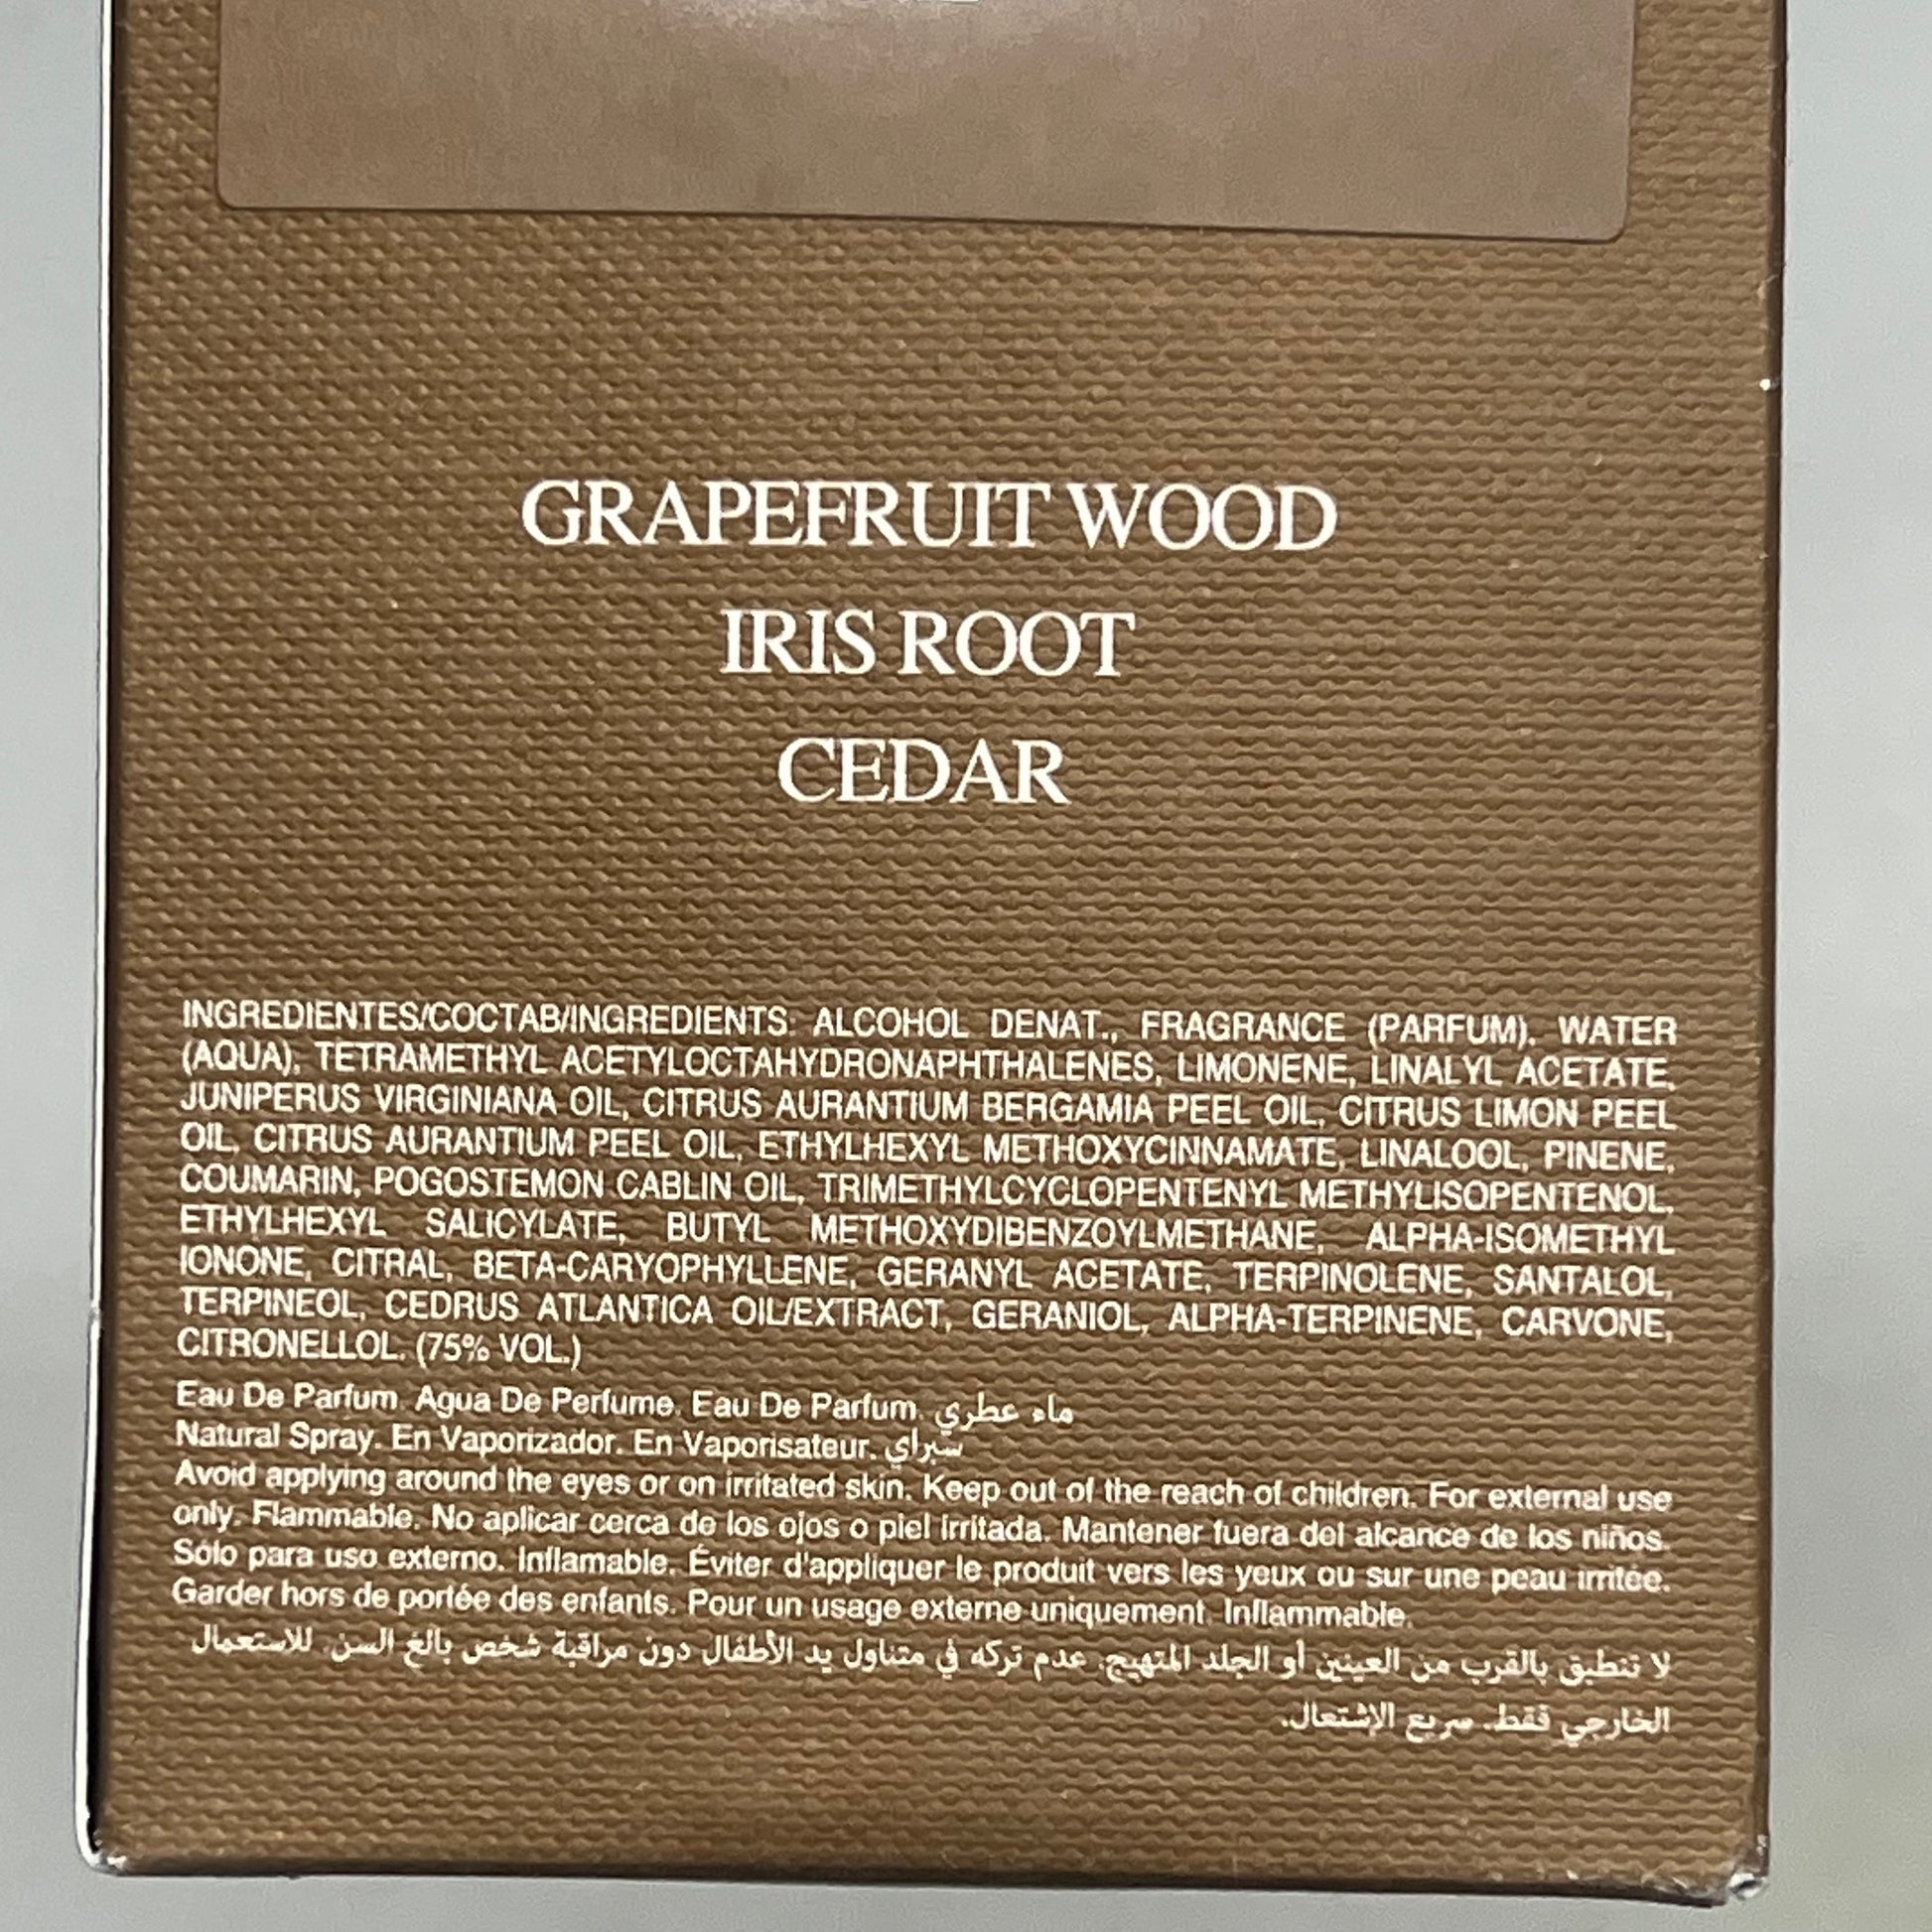 GRAPEFRUIT WOOD
IRIS ROOT
CEDAR
INGREDIENTES/COCTAB/INGREDIENTS: ALCOHOL DENAT., FRAGRANCE (PARFUM), WATER
(AQUA), TETRAMETHYL ACETYLOCTAHYDRONAPHTHALENES, LIMONENE, LINALYL ACETATE,
JUNIPERUS VIRGINIANA OIL, CITRUS AURANTIUM BERGAMIA PEEL OIL, CITRUS LIMON PEEL
OIL, CITRUS AURANTIUM PEEL OIL, ETHYLHEXYL METHOXYCINNAMATE, LINALOOL, PINENE,
COUMARIN, POGOSTEMON CABLIN OIL, TRIMETHYLCYCLOPENTENYL METHYLISOPENTENOL,
ETHYLHEXYL SALICYLATE, BUTYL METHOXYDIBENZOYLMETHANE, ALPHA-ISOMETHYL
IONONE, CITRAL, BETA-CARYOPHYLLENE, GERANYL ACETATE, TERPINOLENE, SANTALOL,
TERPINEOL, CEDRUS ATLANTICA OIL/EXTRACT, GERANIOL, ALPHA-TERPINENE, CARVONE,
CITRONELLOL. (75% VOL.)
Eau De Parfum. Agua De Perfume. Eau De Parfum. ماء عطري
Natural Spray. En Vaporizador. En Vaporisateur. سبراي
Avoid applying around the eyes or on irritated skin. Keep out of the reach of children. For external use
only. Flammable. No aplicar cerca de los ojos o piel irritada. Mantener fuera del alcance de los niños.
Sólo para uso externo. Inflamable. Éviter d'appliquer le produit vers les yeux ou sur une peau irritée.
Garder hors de portée des enfants. Pour un usage externe uniquement. Inflammable.
لا تنطبق بالقرب من العينين أو الجلد المتهيج. عدم تركه في متناول يد الأطفال دون مراقبة شخص بالغ السن. للاستعمال
الخارجي فقط. سريع الإشتعال.